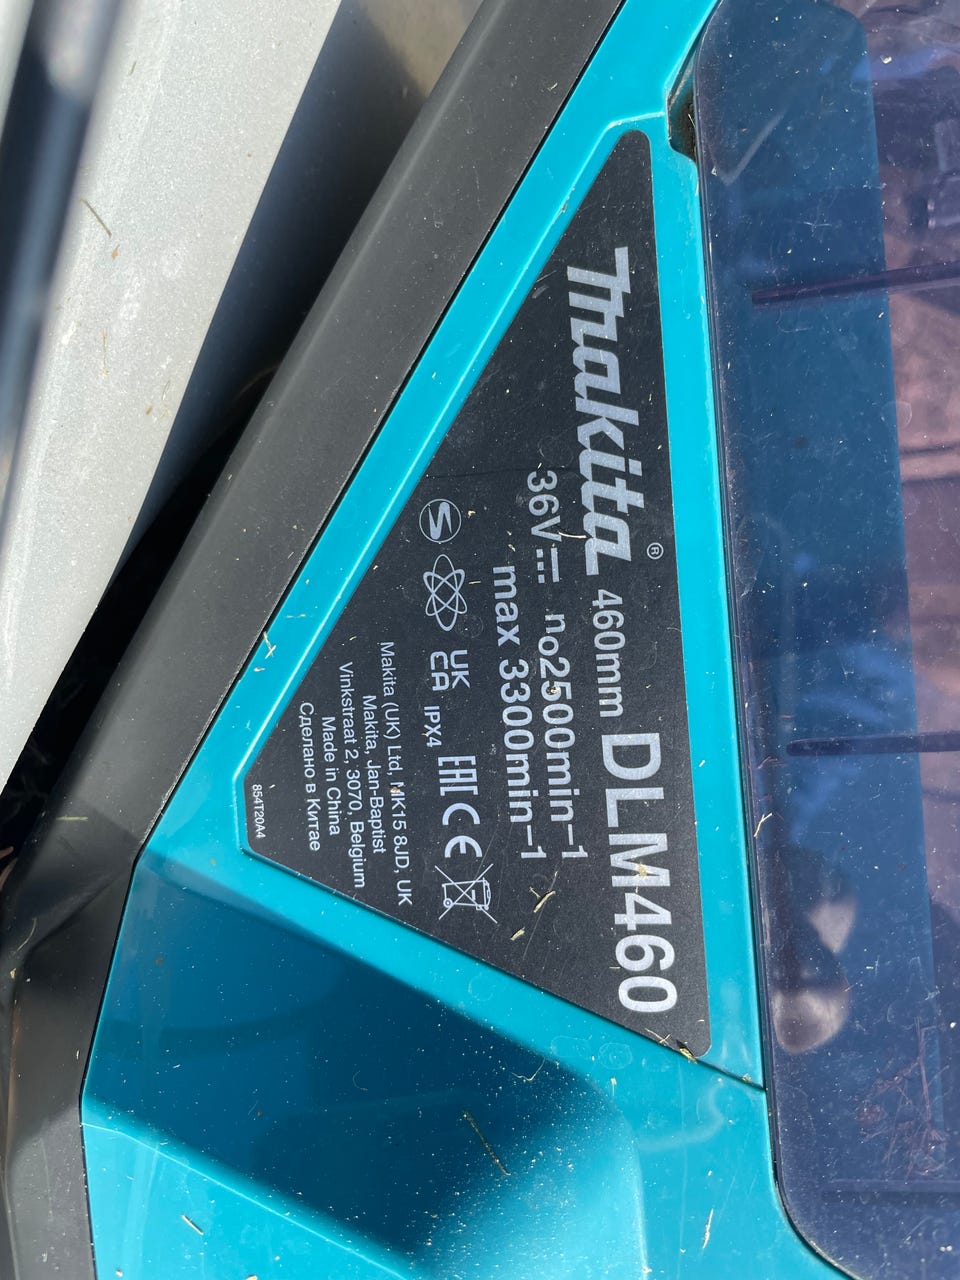 Makita® 460mm DLM460
36V⎓ n₀2500min⁻¹
max 3300min⁻¹
S UK CA IPX4 EAC CE
Makita (UK) Ltd, MK15 8JD, UK
Makita, Jan-Baptist
Vinkstraat 2, 3070, Belgium
Made in China
Сделано в Китае
854T20A4